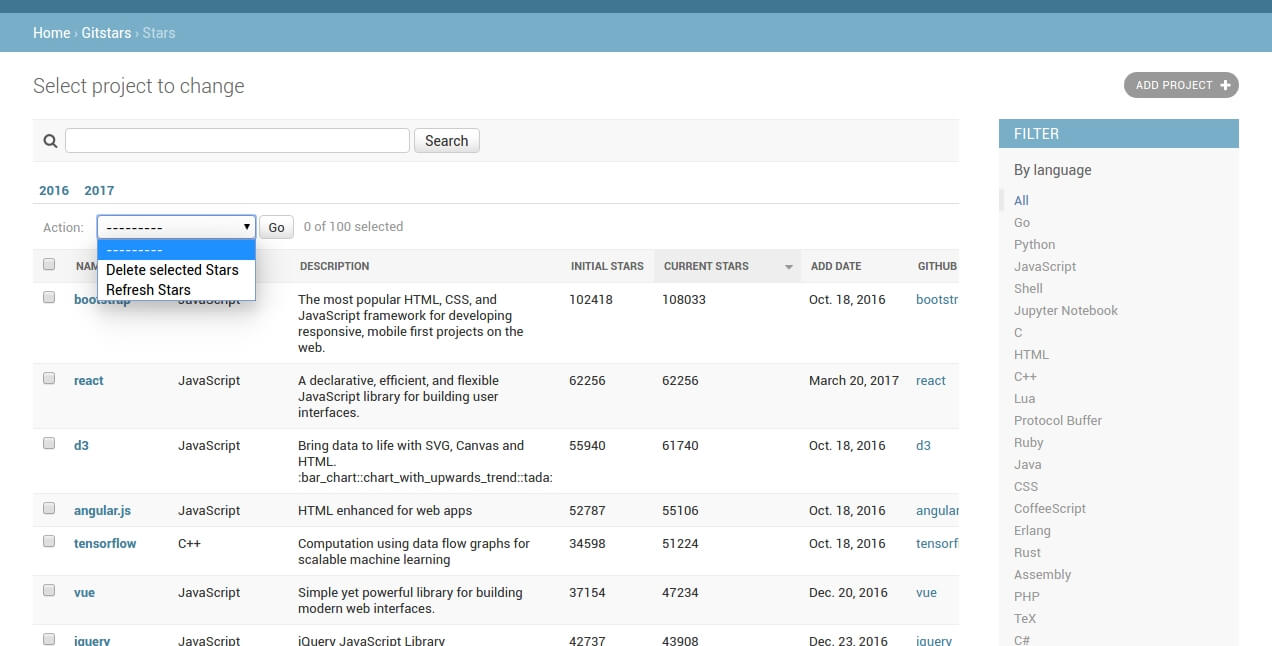 Home › Gitstars › Stars
Select project to change
ADD PROJECT
Search
2016 2017
Action: --------- Go 0 of 100 selected
---------
Delete selected Stars
Refresh Stars
DESCRIPTION INITIAL STARS CURRENT STARS ADD DATE GITHUB
bootstrap JavaScript The most popular HTML, CSS, and 102418 108033 Oct. 18, 2016 bootstr
JavaScript framework for developing
responsive, mobile first projects on the
web.
react JavaScript A declarative, efficient, and flexible 62256 62256 March 20, 2017 react
JavaScript library for building user
interfaces.
d3 JavaScript Bring data to life with SVG, Canvas and 55940 61740 Oct. 18, 2016 d3
HTML.
:bar_chart::chart_with_upwards_trend::tada:
angular.js JavaScript HTML enhanced for web apps 52787 55106 Oct. 18, 2016 angular
tensorflow C++ Computation using data flow graphs for 34598 51224 Oct. 18, 2016 tensorfl
scalable machine learning
vue JavaScript Simple yet powerful library for building 37154 47234 Dec. 20, 2016 vue
modern web interfaces.
jquery JavaScript jQuery JavaScript Library 42737 43908 Dec. 23, 2016 jquery
FILTER
By language
All
Go
Python
JavaScript
Shell
Jupyter Notebook
C
HTML
C++
Lua
Protocol Buffer
Ruby
Java
CSS
CoffeeScript
Erlang
Rust
Assembly
PHP
TeX
C#